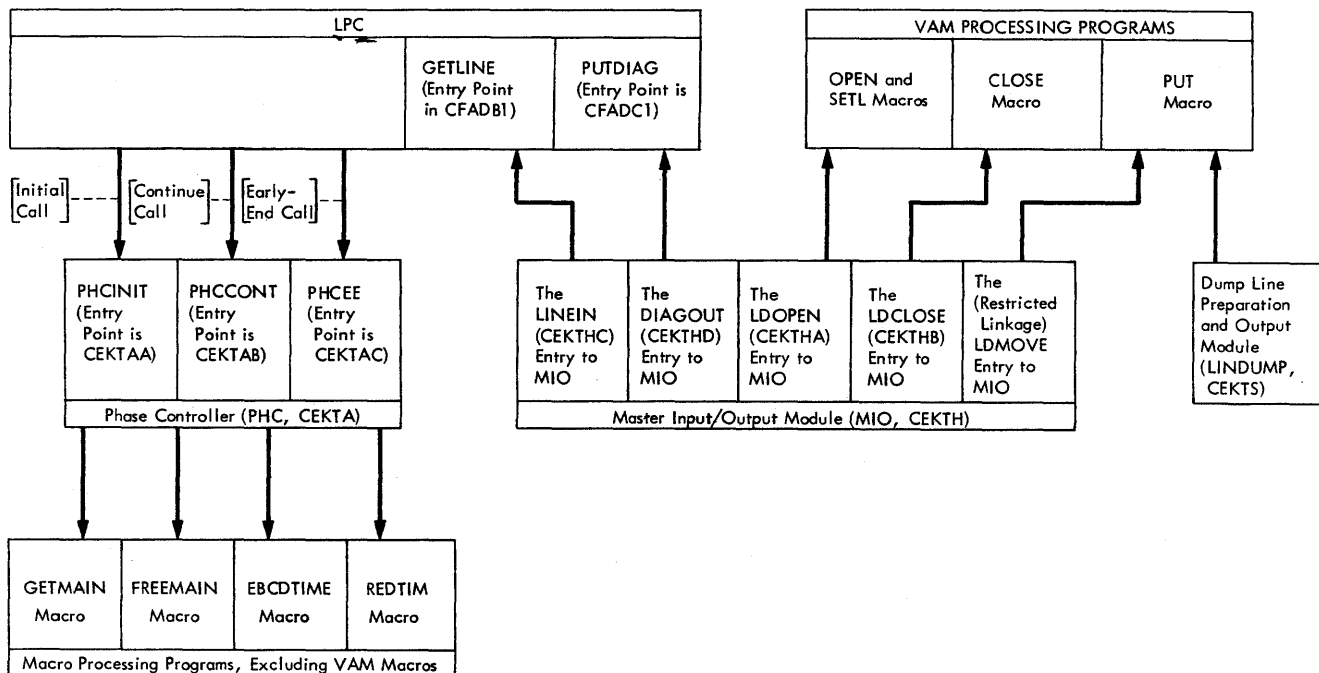 LPC
GETLINE
(Entry Point
in CFADB1)
PUTDIAG
(Entry Point is
CFADC1)
VAM PROCESSING PROGRAMS
OPEN and
SETL Macros
CLOSE
Macro
PUT
Macro
[Initial
Call]
[Continue
Call]
[Early-
End Call]
PHCINIT
(Entry
Point is
CEKTAA)
PHCCONT
(Entry
Point is
CEKTAB)
PHCEE
(Entry
Point is
CEKTAC)
Phase Controller (PHC, CEKTA)
The
LINEIN
(CEKTHC)
Entry to
MIO
The
DIAGOUT
(CEKTHD)
Entry to
MIO
The
LDOPEN
(CEKTHA)
Entry to
MIO
The
LDCLOSE
(CEKTHB)
Entry to
MIO
The
(Restricted
Linkage)
LDMOVE
Entry to
MIO
Master Input/Output Module (MIO, CEKTH)
Dump Line
Preparation
and Output
Module
(LINDUMP,
CEKTS)
GETMAIN
Macro
FREEMAIN
Macro
EBCDTIME
Macro
REDTIM
Macro
Macro Processing Programs, Excluding VAM Macros